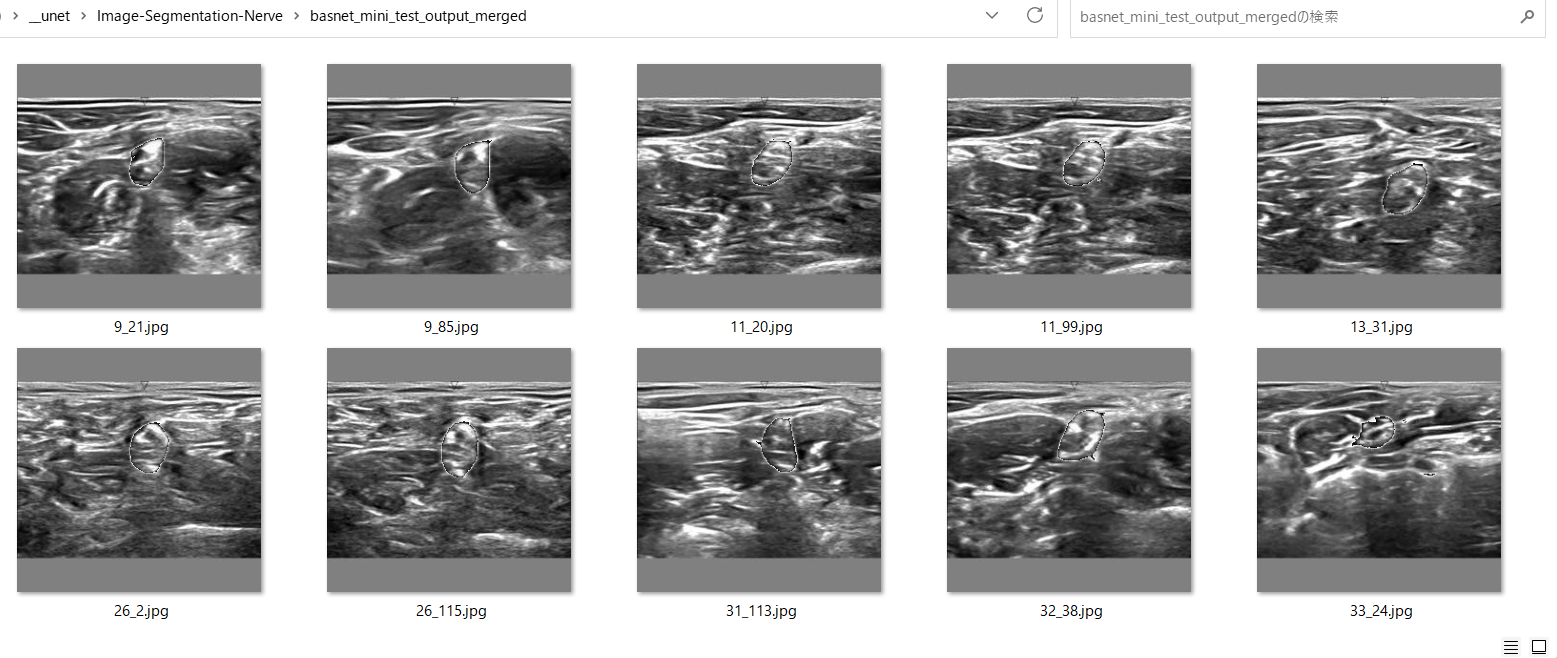 __unet > Image-Segmentation-Nerve > basnet_mini_test_output_merged
basnet_mini_test_output_mergedの検索
9_21.jpg
9_85.jpg
11_20.jpg
11_99.jpg
13_31.jpg
26_2.jpg
26_115.jpg
31_113.jpg
32_38.jpg
33_24.jpg